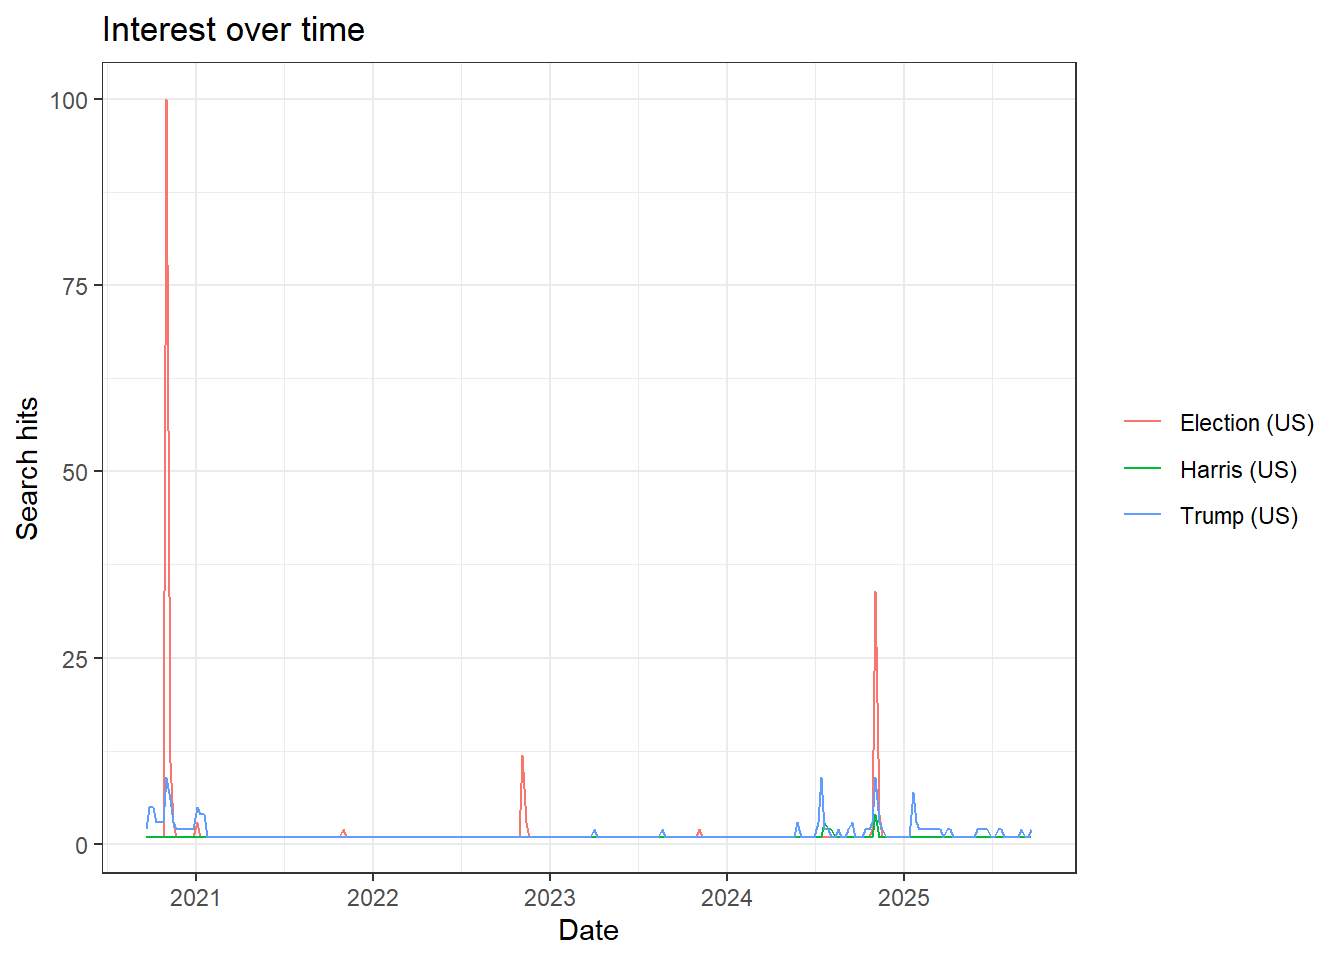 Interest over time
100
75
50
25
0
Search hits
2021
2022
2023
2024
2025
Date
Election (US)
Harris (US)
Trump (US)